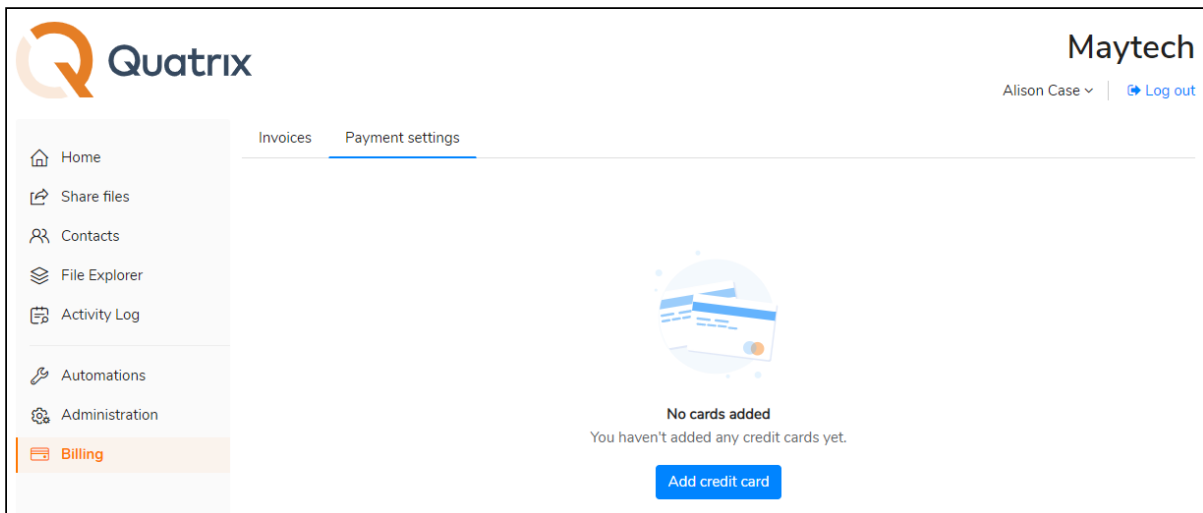 Quatrix
Maytech
Alison Case
Log out
Invoices
Payment settings
Home
Share files
Contacts
File Explorer
Activity Log
Automations
Administration
Billing
No cards added
You haven't added any credit cards yet.
Add credit card